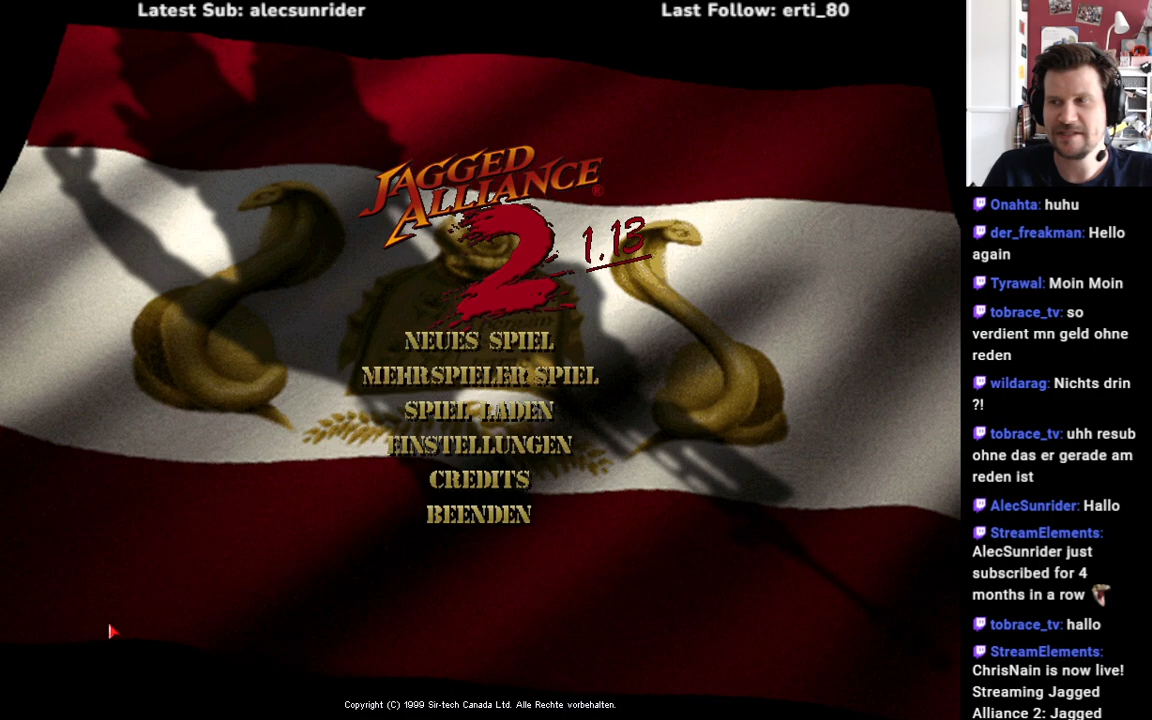 Latest Sub: alecsunrider
Last Follow: erti_80
JAGGED
ALLIANCE
®
2
1.13
NEUES SPIEL
MEHRSPIELER SPIEL
SPIEL LADEN
EINSTELLUNGEN
CREDITS
BEENDEN
Copyright (C) 1999 Sir-tech Canada Ltd. Alle Rechte vorbehalten.
Onahta: huhu
der_freakman: Hello
again
Tyrawal: Moin Moin
tobrace_tv: so
verdient mn geld ohne
reden
wildarag: Nichts drin
?!
tobrace_tv: uhh resub
ohne das er gerade am
reden ist
AlecSunrider: Hallo
StreamElements:
AlecSunrider just
subscribed for 4
months in a row
tobrace_tv: hallo
StreamElements:
ChrisNain is now live!
Streaming Jagged
Alliance 2: Jagged